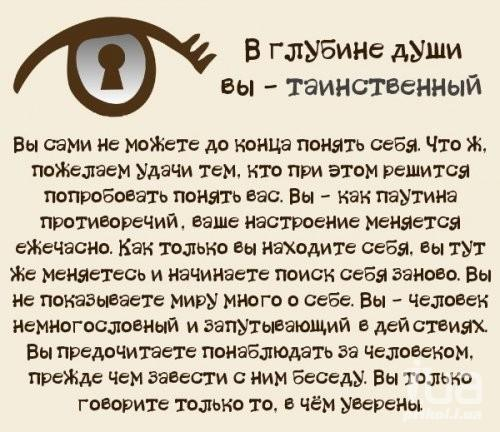 В глубине души
вы – таинственный
Вы сами не можете до конца понять себя. Что ж,
пожелаем удачи тем, кто при этом решится
попробовать понять вас. Вы – как паутина
противоречий, ваше настроение меняется
ежечасно. Как только вы находите себя, вы тут
же меняетесь и начинаете поиск себя заново. Вы
не показываете миру много о себе. Вы – человек
немногословный и запутывающий в действиях.
Вы предочитаете понаблюдать за человеком,
прежде чем завести с ним беседу. Вы только
говорите только то, в чём уверены.